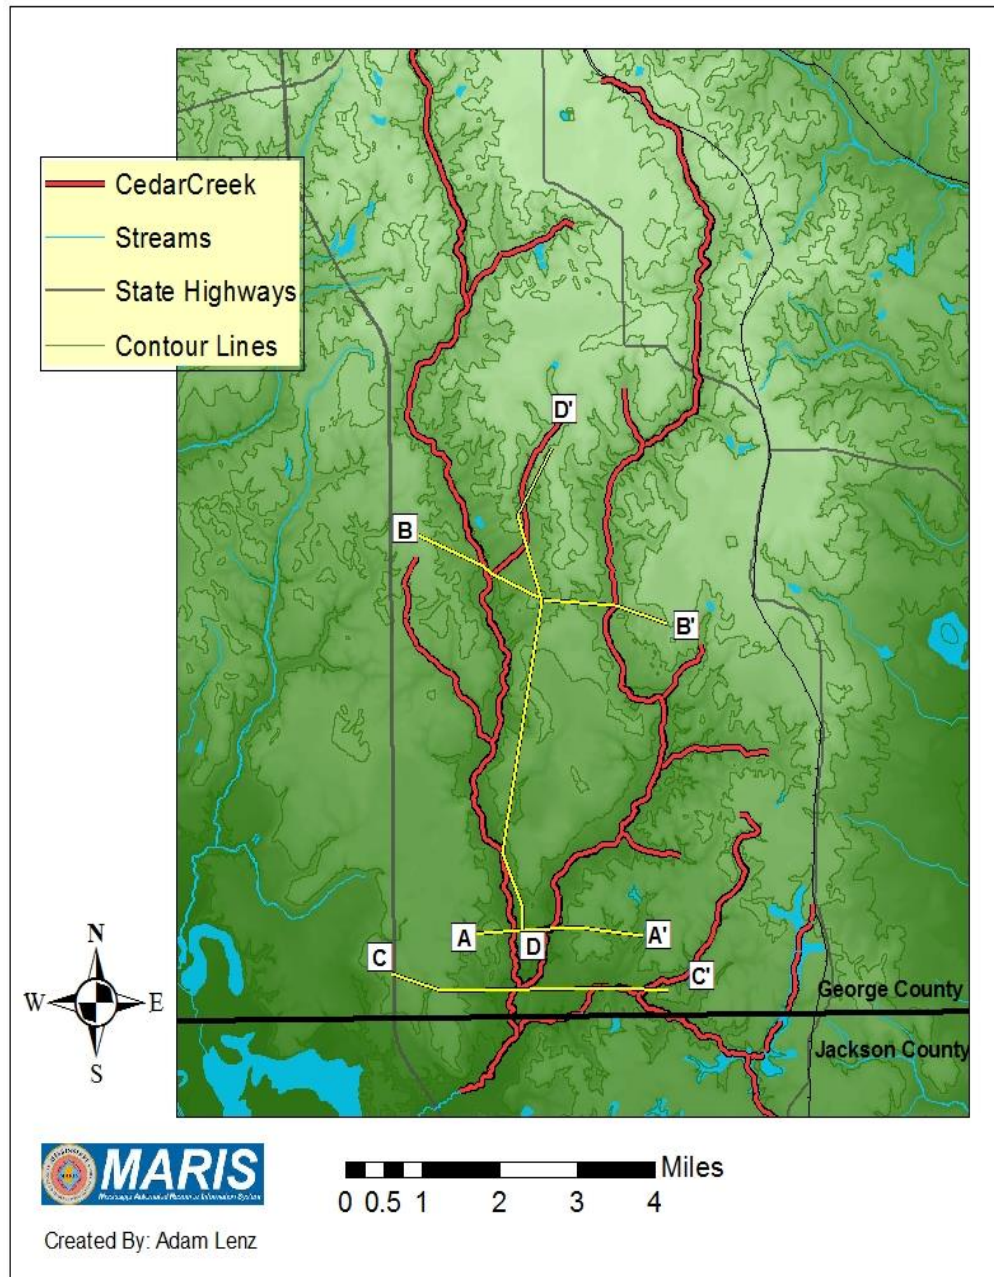 CedarCreek
Streams
State Highways
Contour Lines
D'
B
B'
A
D
A'
C
C'
George County
Jackson County
N
W E
S
MARIS
Mississippi Automated Resource Information System
Miles
0 0.5 1 2 3 4
Created By: Adam Lenz